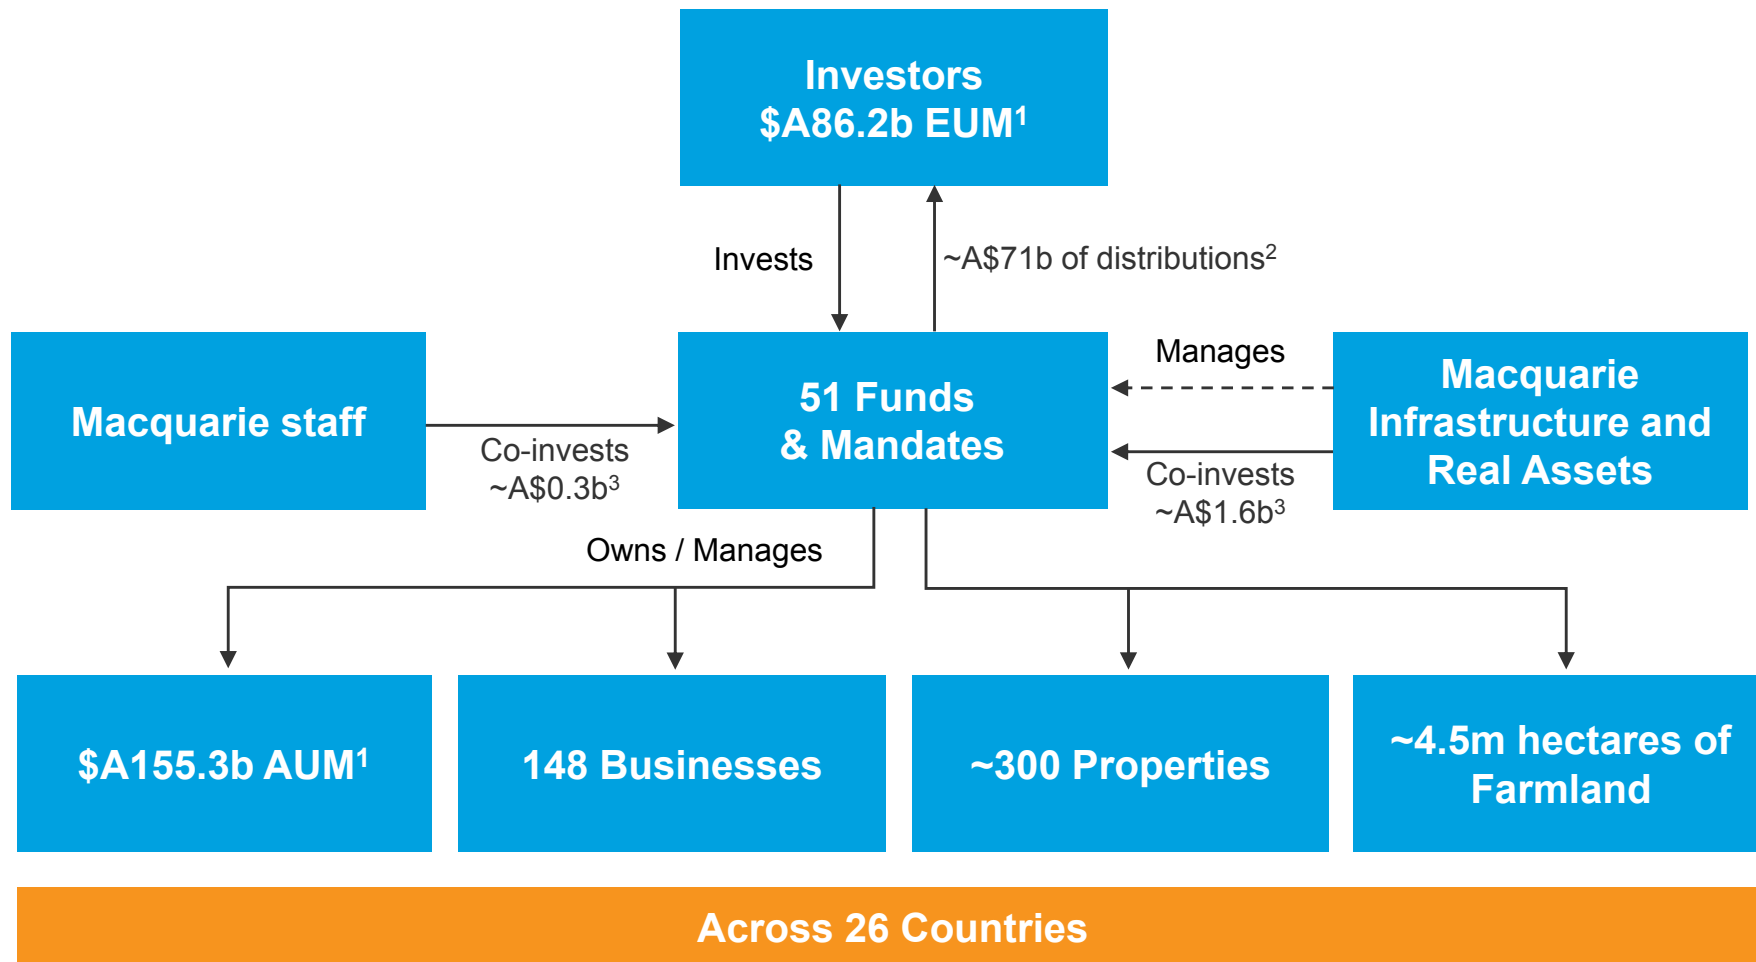 Investors
$A86.2b EUM¹
Invests
~A$71b of distributions²
Macquarie staff
Co-invests
~A$0.3b³
51 Funds
& Mandates
Manages
Co-invests
~A$1.6b³
Macquarie
Infrastructure and
Real Assets
Owns / Manages
$A155.3b AUM¹
148 Businesses
~300 Properties
~4.5m hectares of
Farmland
Across 26 Countries